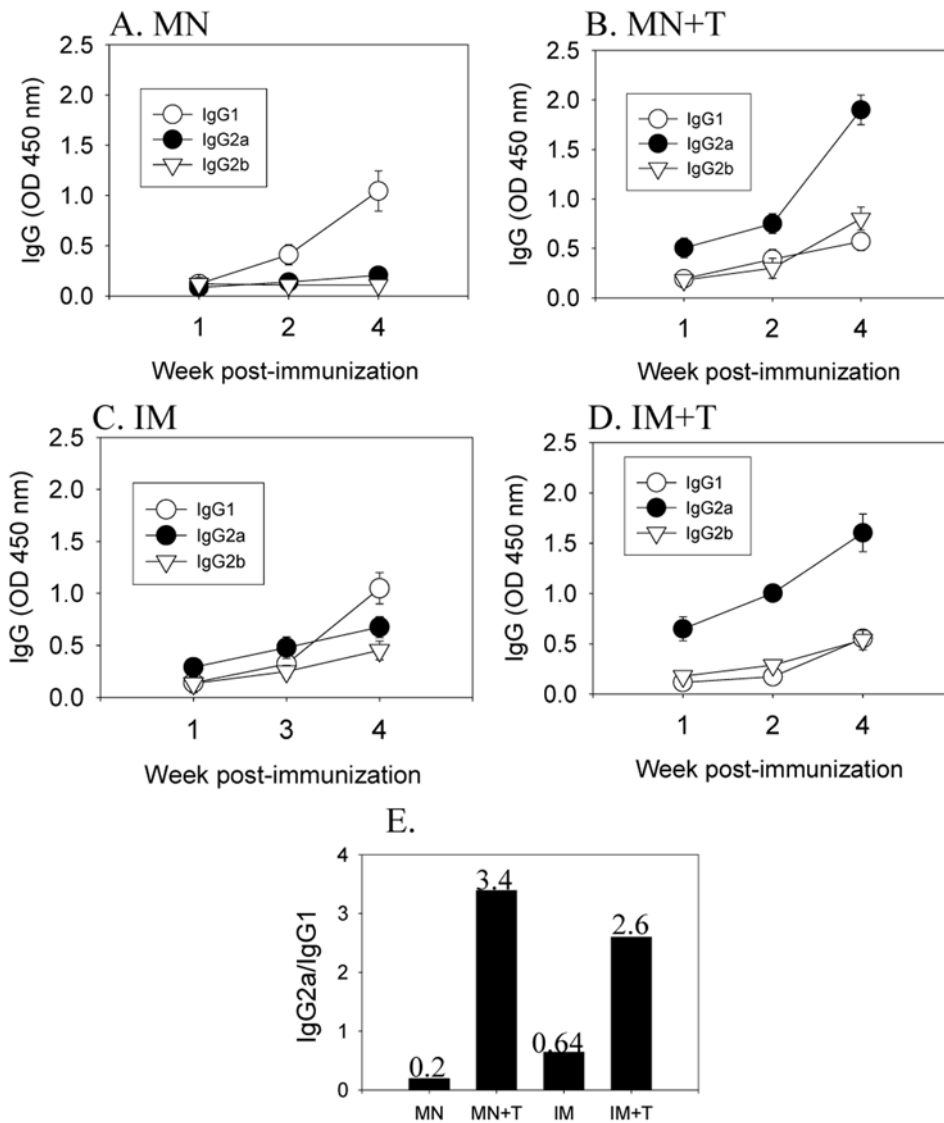 A. MN
2.5
2.0
1.5
1.0
0.5
0.0
IgG (OD 450 nm)
IgG1
IgG2a
IgG2b
1 2 4
Week post-immunization
B. MN+T
2.5
2.0
1.5
1.0
0.5
0.0
IgG (OD 450 nm)
IgG1
IgG2a
IgG2b
1 2 4
Week post-immunization
C. IM
2.5
2.0
1.5
1.0
0.5
0.0
IgG (OD 450 nm)
IgG1
IgG2a
IgG2b
1 3 4
Week post-immunization
D. IM+T
2.5
2.0
1.5
1.0
0.5
0.0
IgG (OD 450 nm)
IgG1
IgG2a
IgG2b
1 2 4
Week post-immunization
E.
4
3
2
1
0
IgG2a/IgG1
0.2 3.4 0.64 2.6
MN MN+T IM IM+T